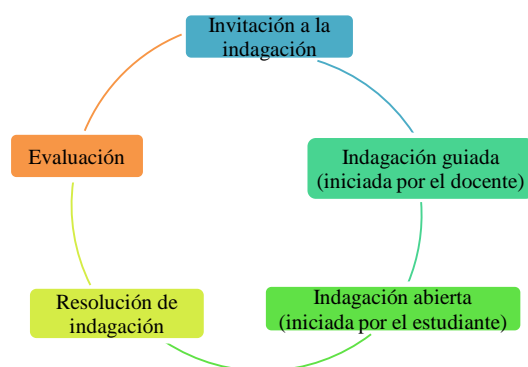 Invitación a la
indagación
Indagación guiada
(iniciada por el docente)
Indagación abierta
(iniciada por el estudiante)
Resolución de
indagación
Evaluación